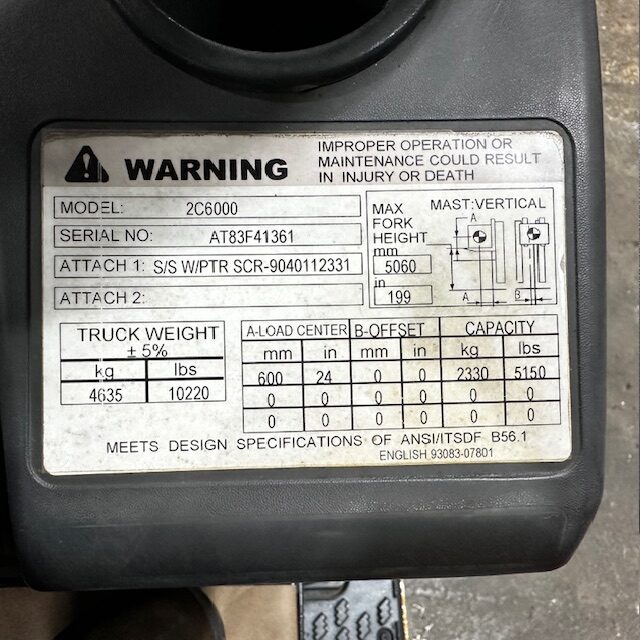 WARNING
IMPROPER OPERATION OR
MAINTENANCE COULD RESULT
IN INJURY OR DEATH
MODEL: 2C6000
SERIAL NO: AT83F41361
ATTACH 1: S/S W/PTR SCR-9040112331
ATTACH 2:
MAX
FORK
HEIGHT
mm
5060
in
199
MAST:VERTICAL
A
A
B
TRUCK WEIGHT
± 5%
kg lbs
4635 10220
A-LOAD CENTER B-OFFSET CAPACITY
mm in mm in kg lbs
600 24 0 0 2330 5150
0 0 0 0 0 0
0 0 0 0 0 0
MEETS DESIGN SPECIFICATIONS OF ANSI/ITSDF B56.1
ENGLISH 93083-07801